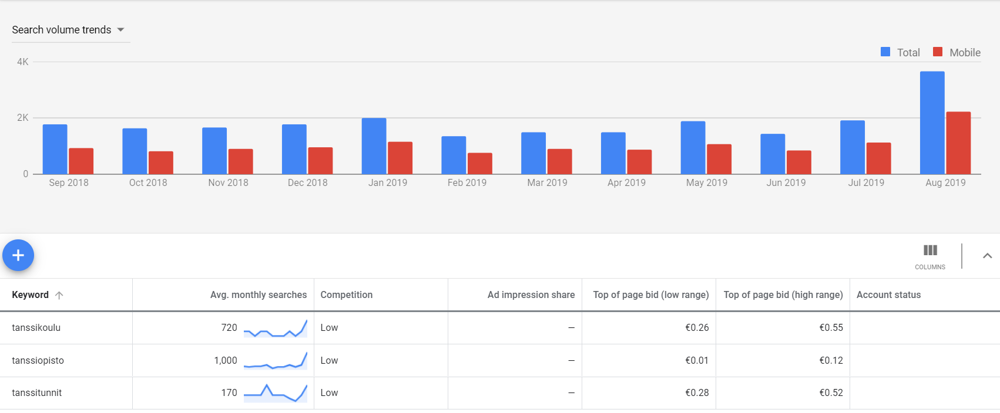 Search volume trends
Total Mobile
4K
2K
0
Sep 2018 Oct 2018 Nov 2018 Dec 2018 Jan 2019 Feb 2019 Mar 2019 Apr 2019 May 2019 Jun 2019 Jul 2019 Aug 2019
COLUMNS
Keyword Avg. monthly searches Competition Ad impression share Top of page bid (low range) Top of page bid (high range) Account status
tanssikoulu 720 Low – €0.26 €0.55
tanssiopisto 1,000 Low – €0.01 €0.12
tanssitunnit 170 Low – €0.28 €0.52